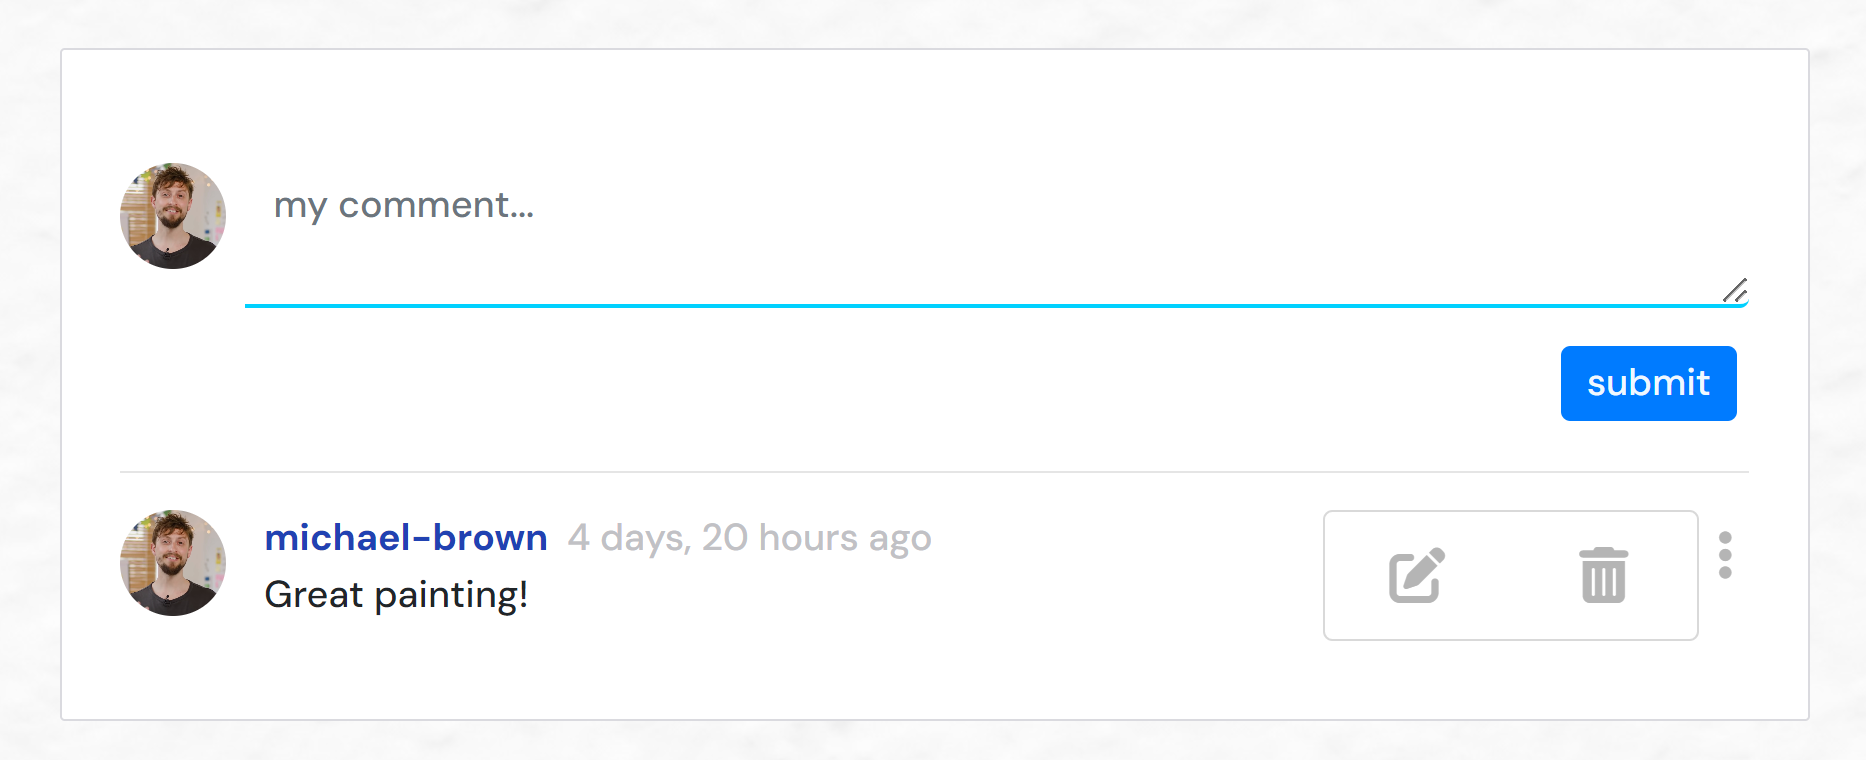 my comment...
submit
michael-brown 4 days, 20 hours ago
Great painting!